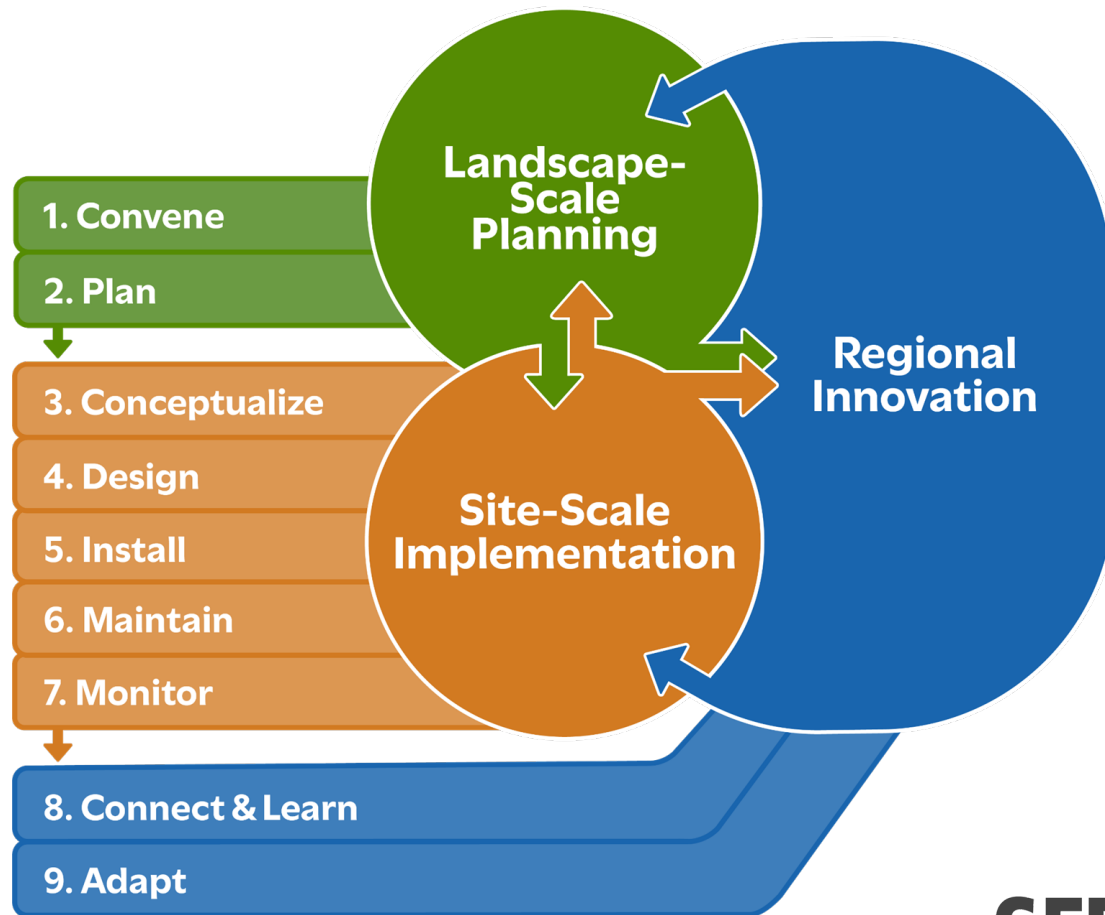 Landscape-
Scale
Planning
1. Convene
2. Plan
Regional
Innovation
3. Conceptualize
4. Design
5. Install
6. Maintain
7. Monitor
Site-Scale
Implementation
8. Connect & Learn
9. Adapt